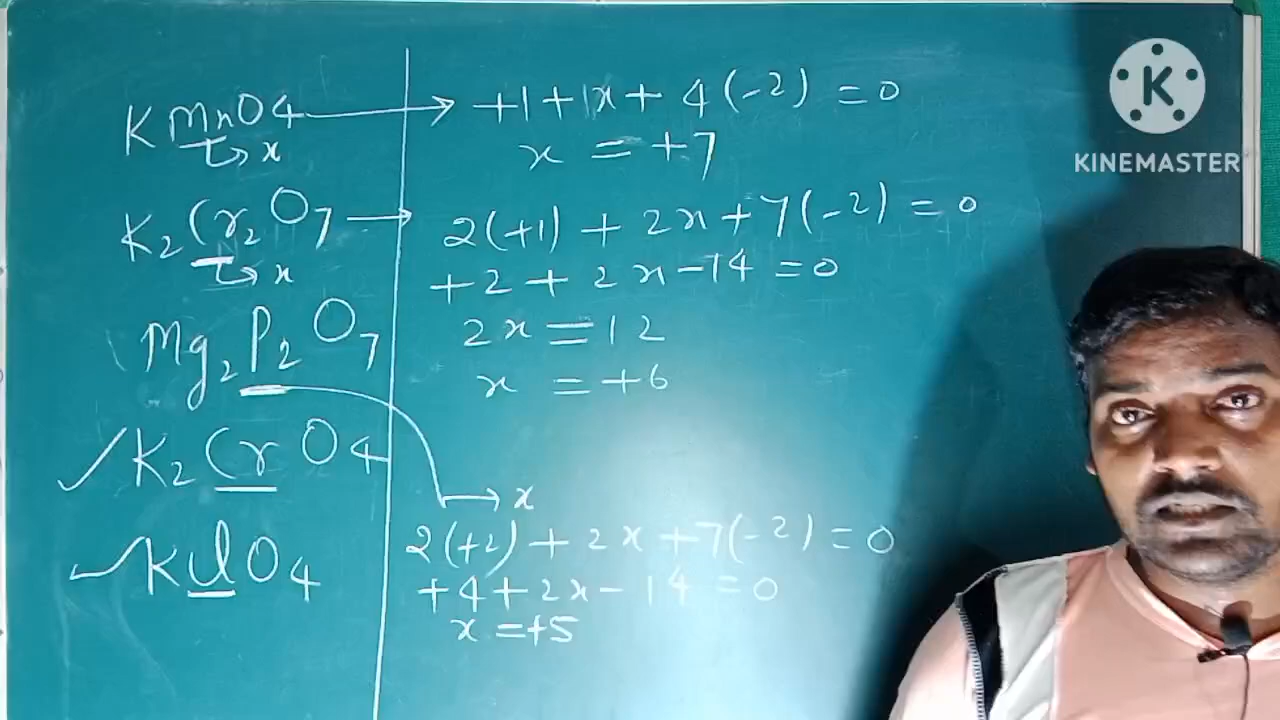 KMnO4 → +1+1x+ 4(-2) = 0
x
x = +7
K2Cr2O7 → 2(+1) + 2x+7(-2) = 0
x
+2 + 2x-14 = 0
Mg2P2O7
2x = 12
x = +6
K2CrO4
→ x
KClO4
2(+2) + 2x +7(-2) = 0
+4+2x-14 = 0
x =+5
K
KINEMASTER